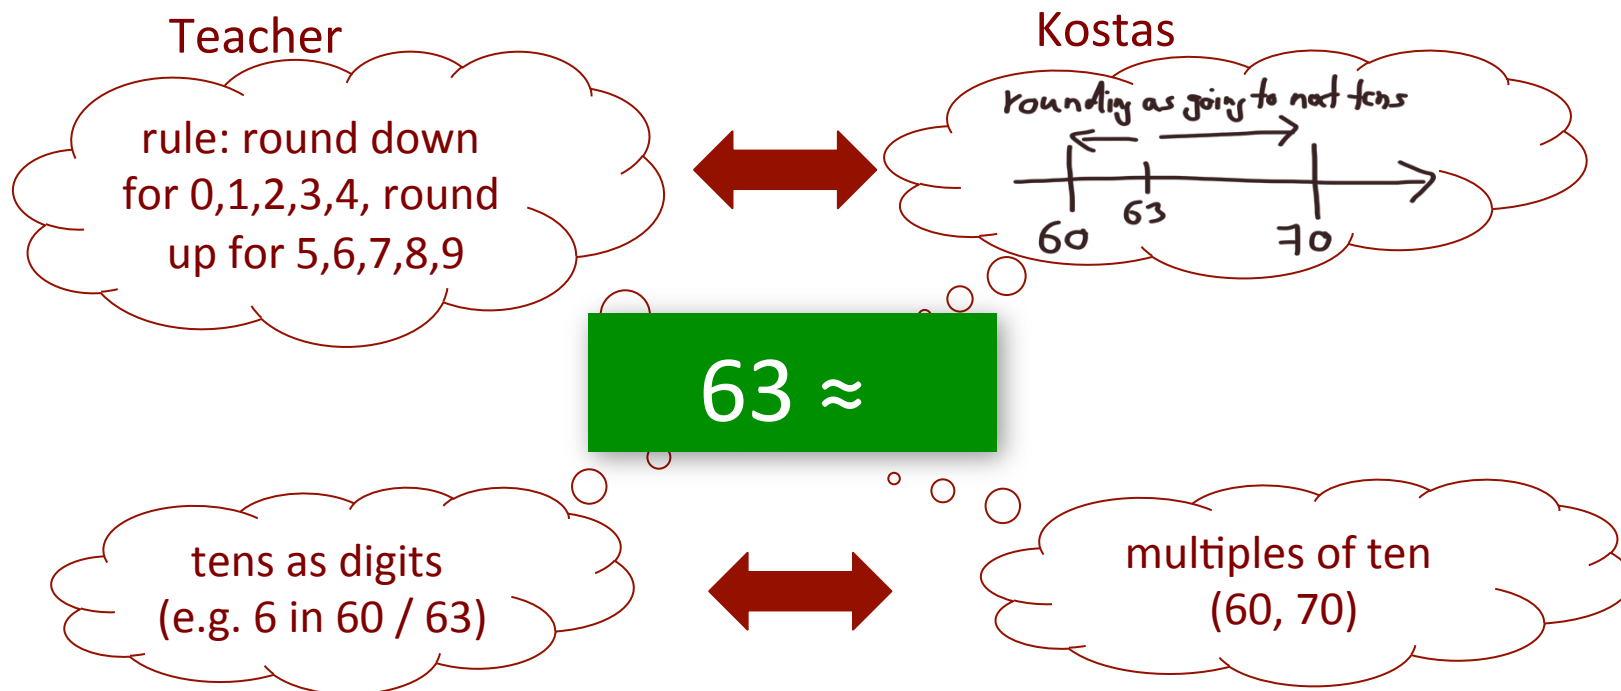 Teacher
rule: round down
for 0,1,2,3,4, round
up for 5,6,7,8,9
Kostas
rounding as going to next tens
60
63
70
63 ≈
tens as digits
(e.g. 6 in 60 / 63)
multiples of ten
(60, 70)